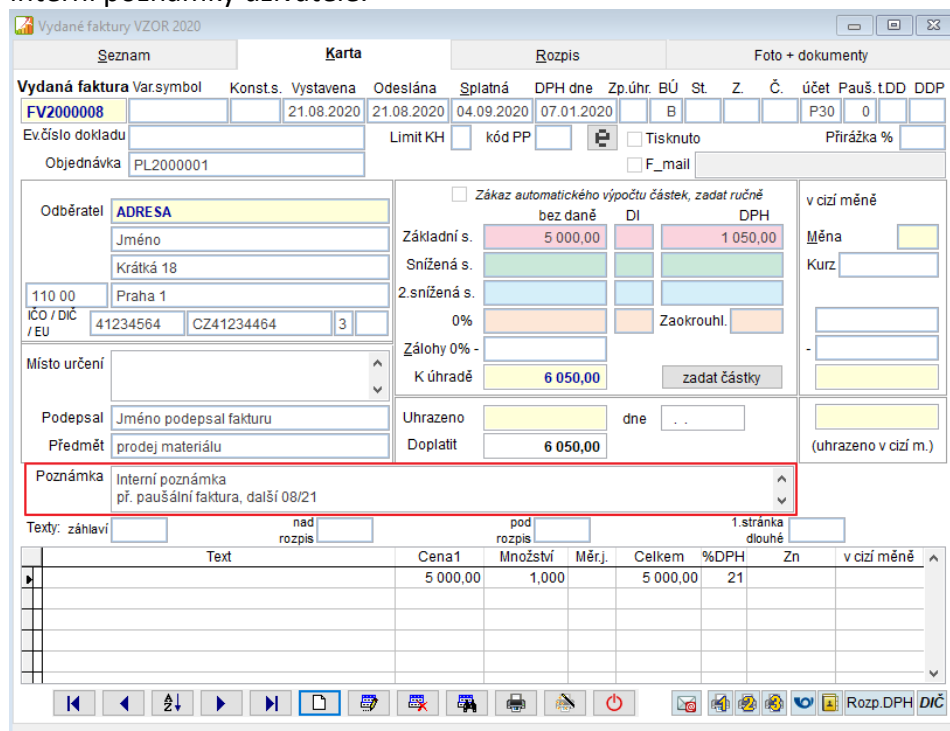 interní poznámky uživatele.
Vydané faktury VZOR 2020
Seznam Karta Rozpis Foto + dokumenty
Vydaná faktura Var.symbol Konst.s. Vystavena Odeslána Splatná DPH dne Zp.úhr. BÚ St. Z. Č. účet Pauš. t.DD DDP
FV2000008 21.08.2020 21.08.2020 04.09.2020 07.01.2020 B P30 0
Ev.číslo dokladu Limit KH kód PP e Tisknuto Přirážka %
Objednávka PL2000001 F_mail
Zákaz automatického výpočtu částek, zadat ručně v cizí měně
Odběratel ADRESA bez daně DI DPH
Jméno Základní s. 5 000,00 1 050,00 Měna
Krátká 18 Snížená s. Kurz
110 00 Praha 1 2.snížená s.
IČO / DIČ / EU 41234564 CZ41234464 3 0% Zaokrouhl.
Zálohy 0% - -
Místo určení K úhradě 6 050,00 zadat částky
Podepsal Jméno podepsal fakturu Uhrazeno dne . .
Předmět prodej materiálu Doplatit 6 050,00 (uhrazeno v cizí m.)
Poznámka Interní poznámka
př. paušální faktura, další 08/21
Texty: záhlaví nad rozpis pod rozpis 1.stránka dlouhé
Text Cena1 Množství Měr.j. Celkem %DPH Zn v cizí měně
5 000,00 1,000 5 000,00 21
Rozp.DPH DIČ